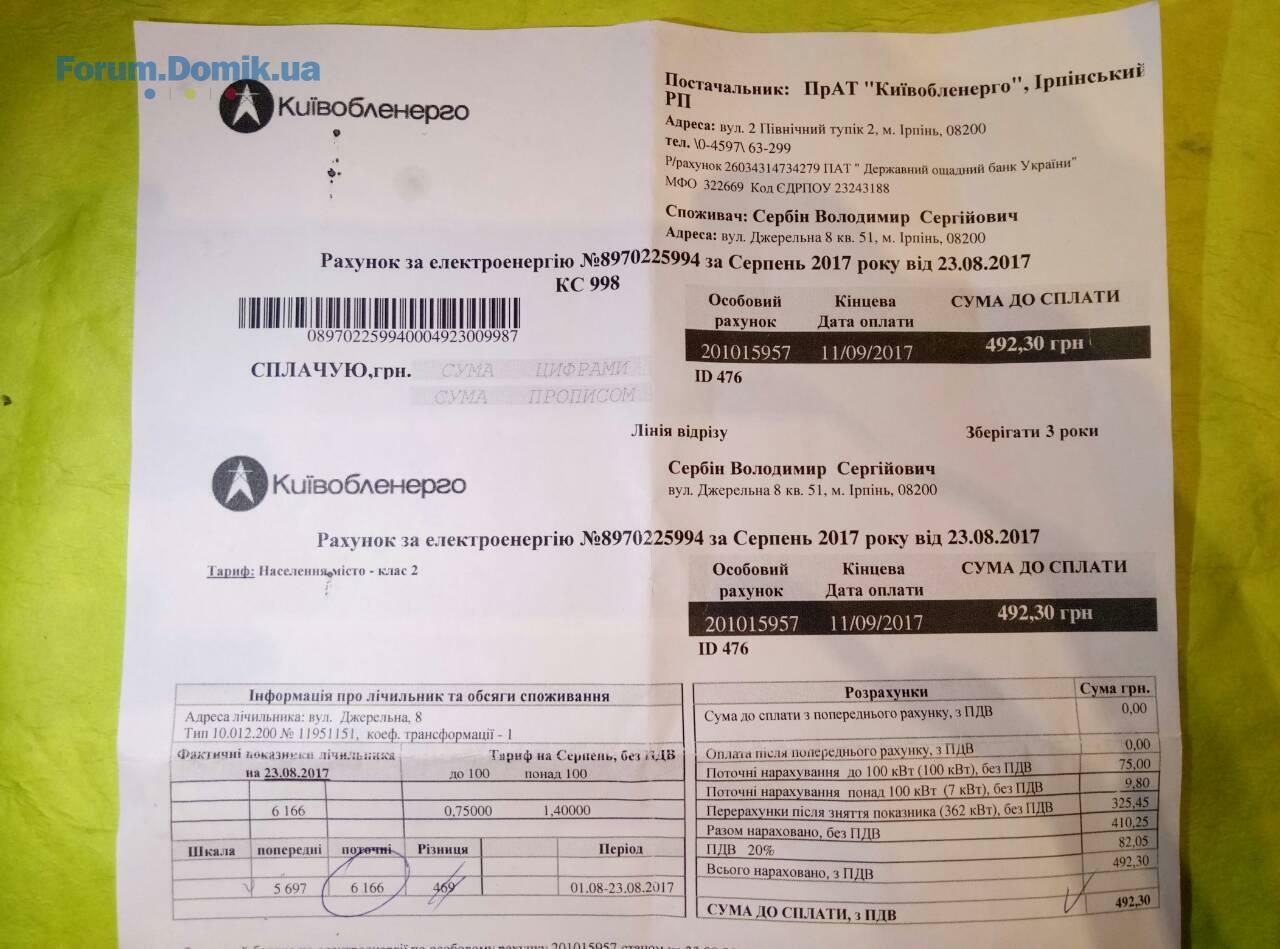 Forum.Domik.ua
Київобленерго
Постачальник: ПрАТ "Київобленерго", Ірпінський
РП
Адреса: вул. 2 Північний тупік 2, м. Ірпінь, 08200
тел. \0-4597\ 63-299
Р/рахунок 26034314734279 ПАТ " Державний ощадний банк України"
МФО 322669 Код ЄДРПОУ 23243188
Споживач: Сербін Володимир Сергійович
Адреса: вул. Джерельна 8 кв. 51, м. Ірпінь, 08200
Рахунок за електроенергію №8970225994 за Серпень 2017 року від 23.08.2017
КС 998
Особовий рахунок Кінцева Дата оплати СУМА ДО СПЛАТИ
201015957 11/09/2017 492,30 грн
ID 476
0897022599400049230099​87
СПЛАЧУЮ,грн. СУМА ЦИФРАМИ
СУМА ПРОПИСОМ
Лінія відрізу Зберігати 3 роки
Київобленерго
Сербін Володимир Сергійович
вул. Джерельна 8 кв. 51, м. Ірпінь, 08200
Рахунок за електроенергію №8970225994 за Серпень 2017 року від 23.08.2017
Тариф: Населення,місто - клас 2
Особовий рахунок Кінцева Дата оплати СУМА ДО СПЛАТИ
201015957 11/09/2017 492,30 грн
ID 476
Інформація про лічильник та обсяги споживання
Адреса лічильника: вул. Джерельна, 8
Тип 10.012.200 № 11951151, коеф. трансформації - 1
Фактичні показники лічильника Тариф на Серпень, без ПДВ
на 23.08.2017 до 100 понад 100
6 166 0,75000 1,40000
Шкала попередні поточні Різниця Період
5 697 6 166 469 01.08-23.08.2017
Розрахунки Сума грн.
Сума до сплати з попереднього рахунку, з ПДВ 0,00
Оплата після попереднього рахунку, з ПДВ 0,00
Поточні нарахування до 100 кВт (100 кВт), без ПДВ 75,00
Поточні нарахування понад 100 кВт (7 кВт), без ПДВ 9,80
Перерахунки після зняття показника (362 кВт), без ПДВ 325,45
Разом нараховано, без ПДВ 410,25
ПДВ 20% 82,05
Всього нараховано, з ПДВ 492,30
СУМА ДО СПЛАТИ, з ПДВ 492,30